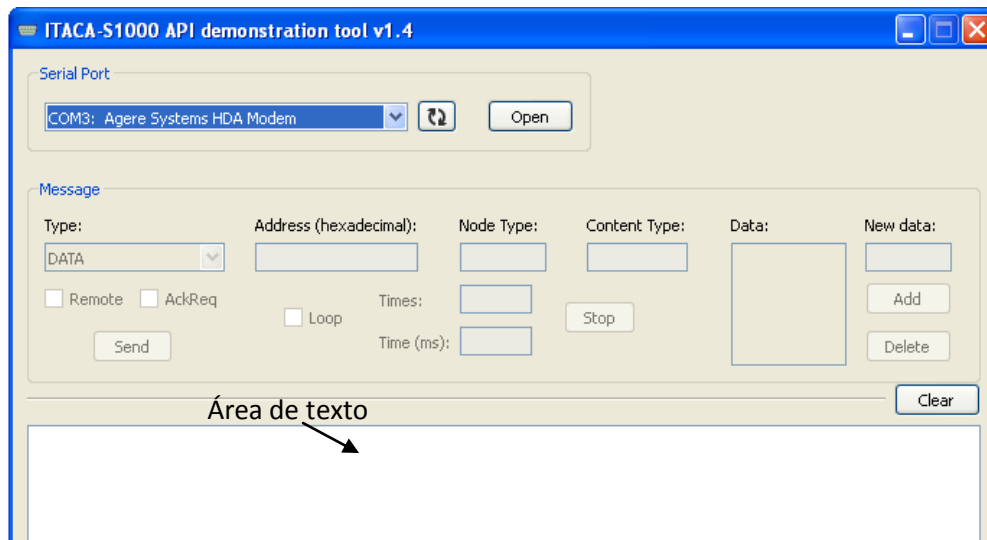 ITACA-S1000 API demonstration tool v1.4
Serial Port
COM3: Agere Systems HDA Modem
Open
Message
Type: Address (hexadecimal): Node Type: Content Type: Data: New data:
DATA
Remote AckReq Loop Times: Stop Add
Send Time (ms): Delete
Clear
Área de texto